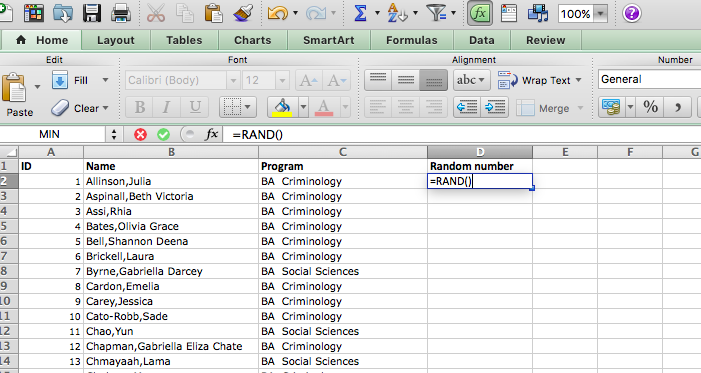 Σ fx 100% ?
Home Layout Tables Charts SmartArt Formulas Data Review
Edit Font Alignment Number
Fill Calibri (Body) 12 A A abc Wrap Text General
Paste Clear B I U A Merge % ,
MIN fx =RAND()
A B C D E F G
1 ID Name Program Random number
2 1 Allinson,Julia BA Criminology =RAND()
3 2 Aspinall,Beth Victoria BA Criminology
4 3 Assi,Rhia BA Criminology
5 4 Bates,Olivia Grace BA Criminology
6 5 Bell,Shannon Deena BA Criminology
7 6 Brickell,Laura BA Criminology
8 7 Byrne,Gabriella Darcey BA Social Sciences
9 8 Cardon,Emelia BA Criminology
10 9 Carey,Jessica BA Criminology
11 10 Cato-Robb,Sade BA Criminology
12 11 Chao,Yun BA Social Sciences
13 12 Chapman,Gabriella Eliza Chate BA Criminology
14 13 Chmayaah,Lama BA Social Sciences